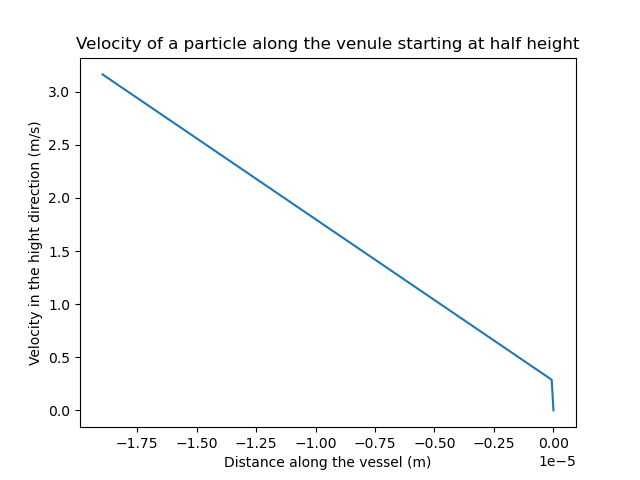 Velocity of a particle along the venule starting at half height
Velocity in the hight direction (m/s)
3.0
2.5
2.0
1.5
1.0
0.5
0.0
−1.75 −1.50 −1.25 −1.00 −0.75 −0.50 −0.25 0.00
1e−5
Distance along the vessel (m)